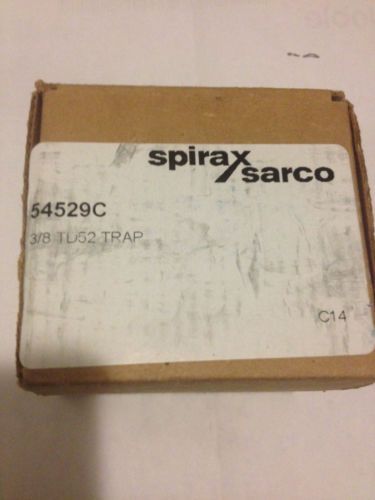 spirax
sarco
54529C
3/8 TD52 TRAP
C14